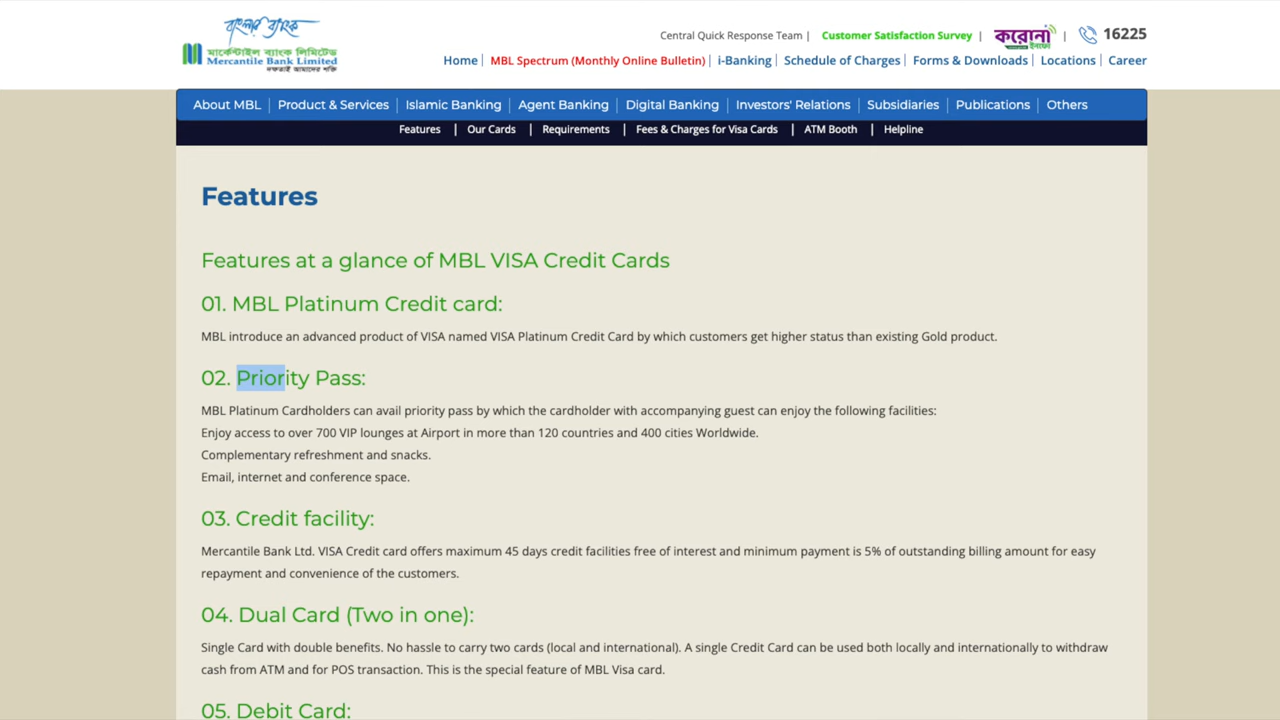 বাংলার ব্যাংক
মার্কেন্টাইল ব্যাংক লিমিটেড
Mercantile Bank Limited
দক্ষতাই আমাদের শক্তি
Central Quick Response Team | Customer Satisfaction Survey | করোনা ইনফো | 16225
Home | MBL Spectrum (Monthly Online Bulletin) | i-Banking | Schedule of Charges | Forms & Downloads | Locations | Career
About MBL | Product & Services | Islamic Banking | Agent Banking | Digital Banking | Investors' Relations | Subsidiaries | Publications | Others
Features | Our Cards | Requirements | Fees & Charges for Visa Cards | ATM Booth | Helpline
Features
Features at a glance of MBL VISA Credit Cards
01. MBL Platinum Credit card:
MBL introduce an advanced product of VISA named VISA Platinum Credit Card by which customers get higher status than existing Gold product.
02. Priority Pass:
MBL Platinum Cardholders can avail priority pass by which the cardholder with accompanying guest can enjoy the following facilities:
Enjoy access to over 700 VIP lounges at Airport in more than 120 countries and 400 cities Worldwide.
Complementary refreshment and snacks.
Email, internet and conference space.
03. Credit facility:
Mercantile Bank Ltd. VISA Credit card offers maximum 45 days credit facilities free of interest and minimum payment is 5% of outstanding billing amount for easy
repayment and convenience of the customers.
04. Dual Card (Two in one):
Single Card with double benefits. No hassle to carry two cards (local and international). A single Credit Card can be used both locally and internationally to withdraw
cash from ATM and for POS transaction. This is the special feature of MBL Visa card.
05. Debit Card: